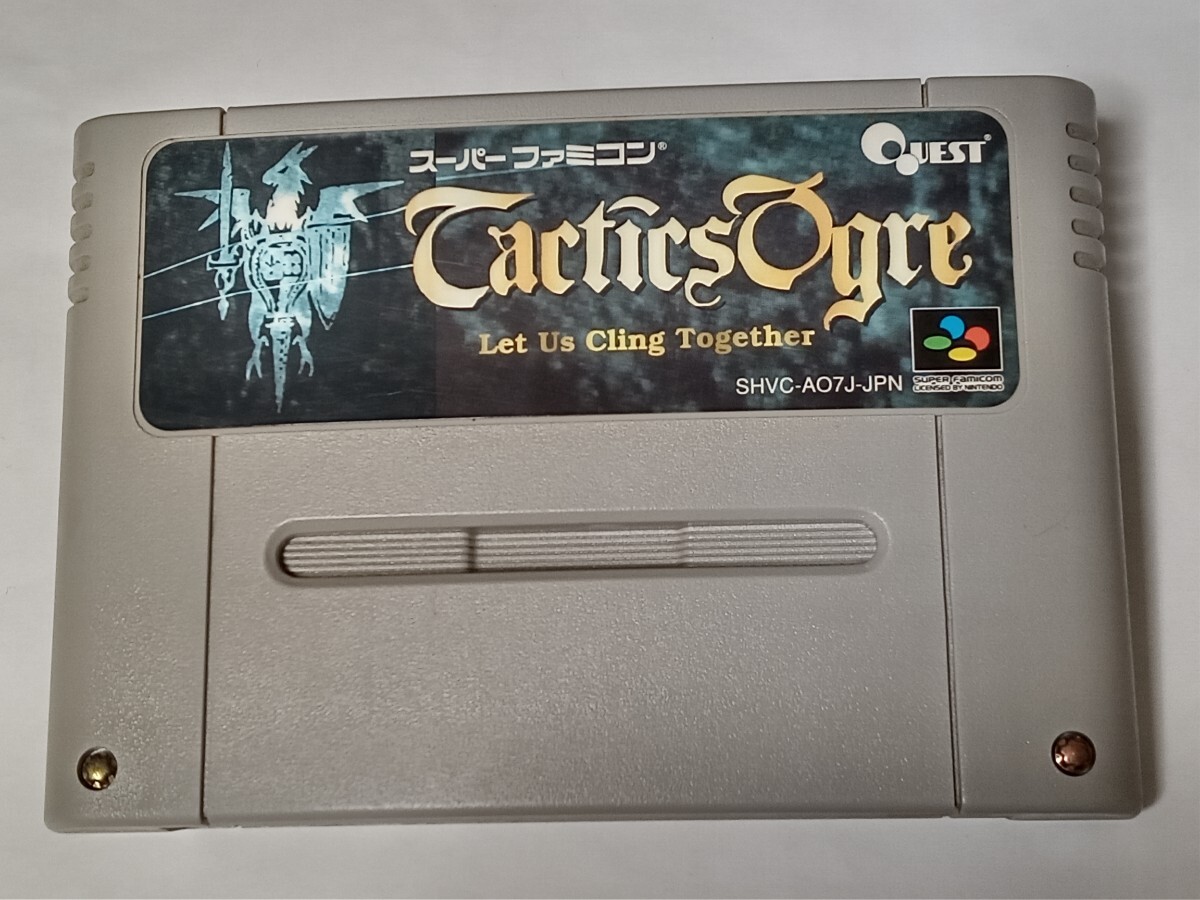 スーパーファミコン®
QUEST®
Tactics Ogre
Let Us Cling Together
SHVC-AO7J-JPN
SUPER FAMICOM
LICENSED BY NINTENDO